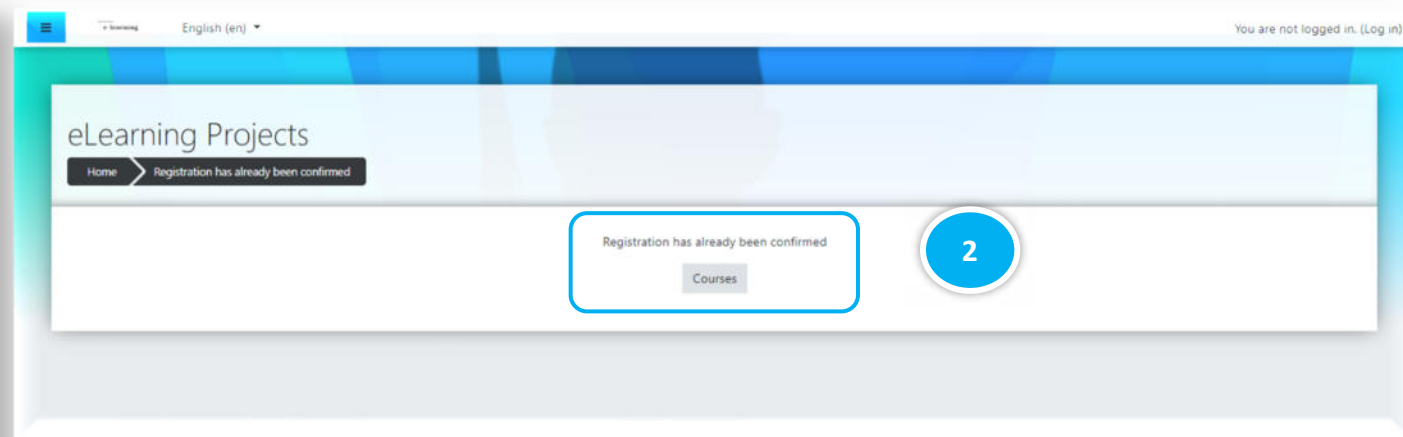 English (en)
You are not logged in. (Log in)
eLearning Projects
Home
Registration has already been confirmed
Registration has already been confirmed
2
Courses